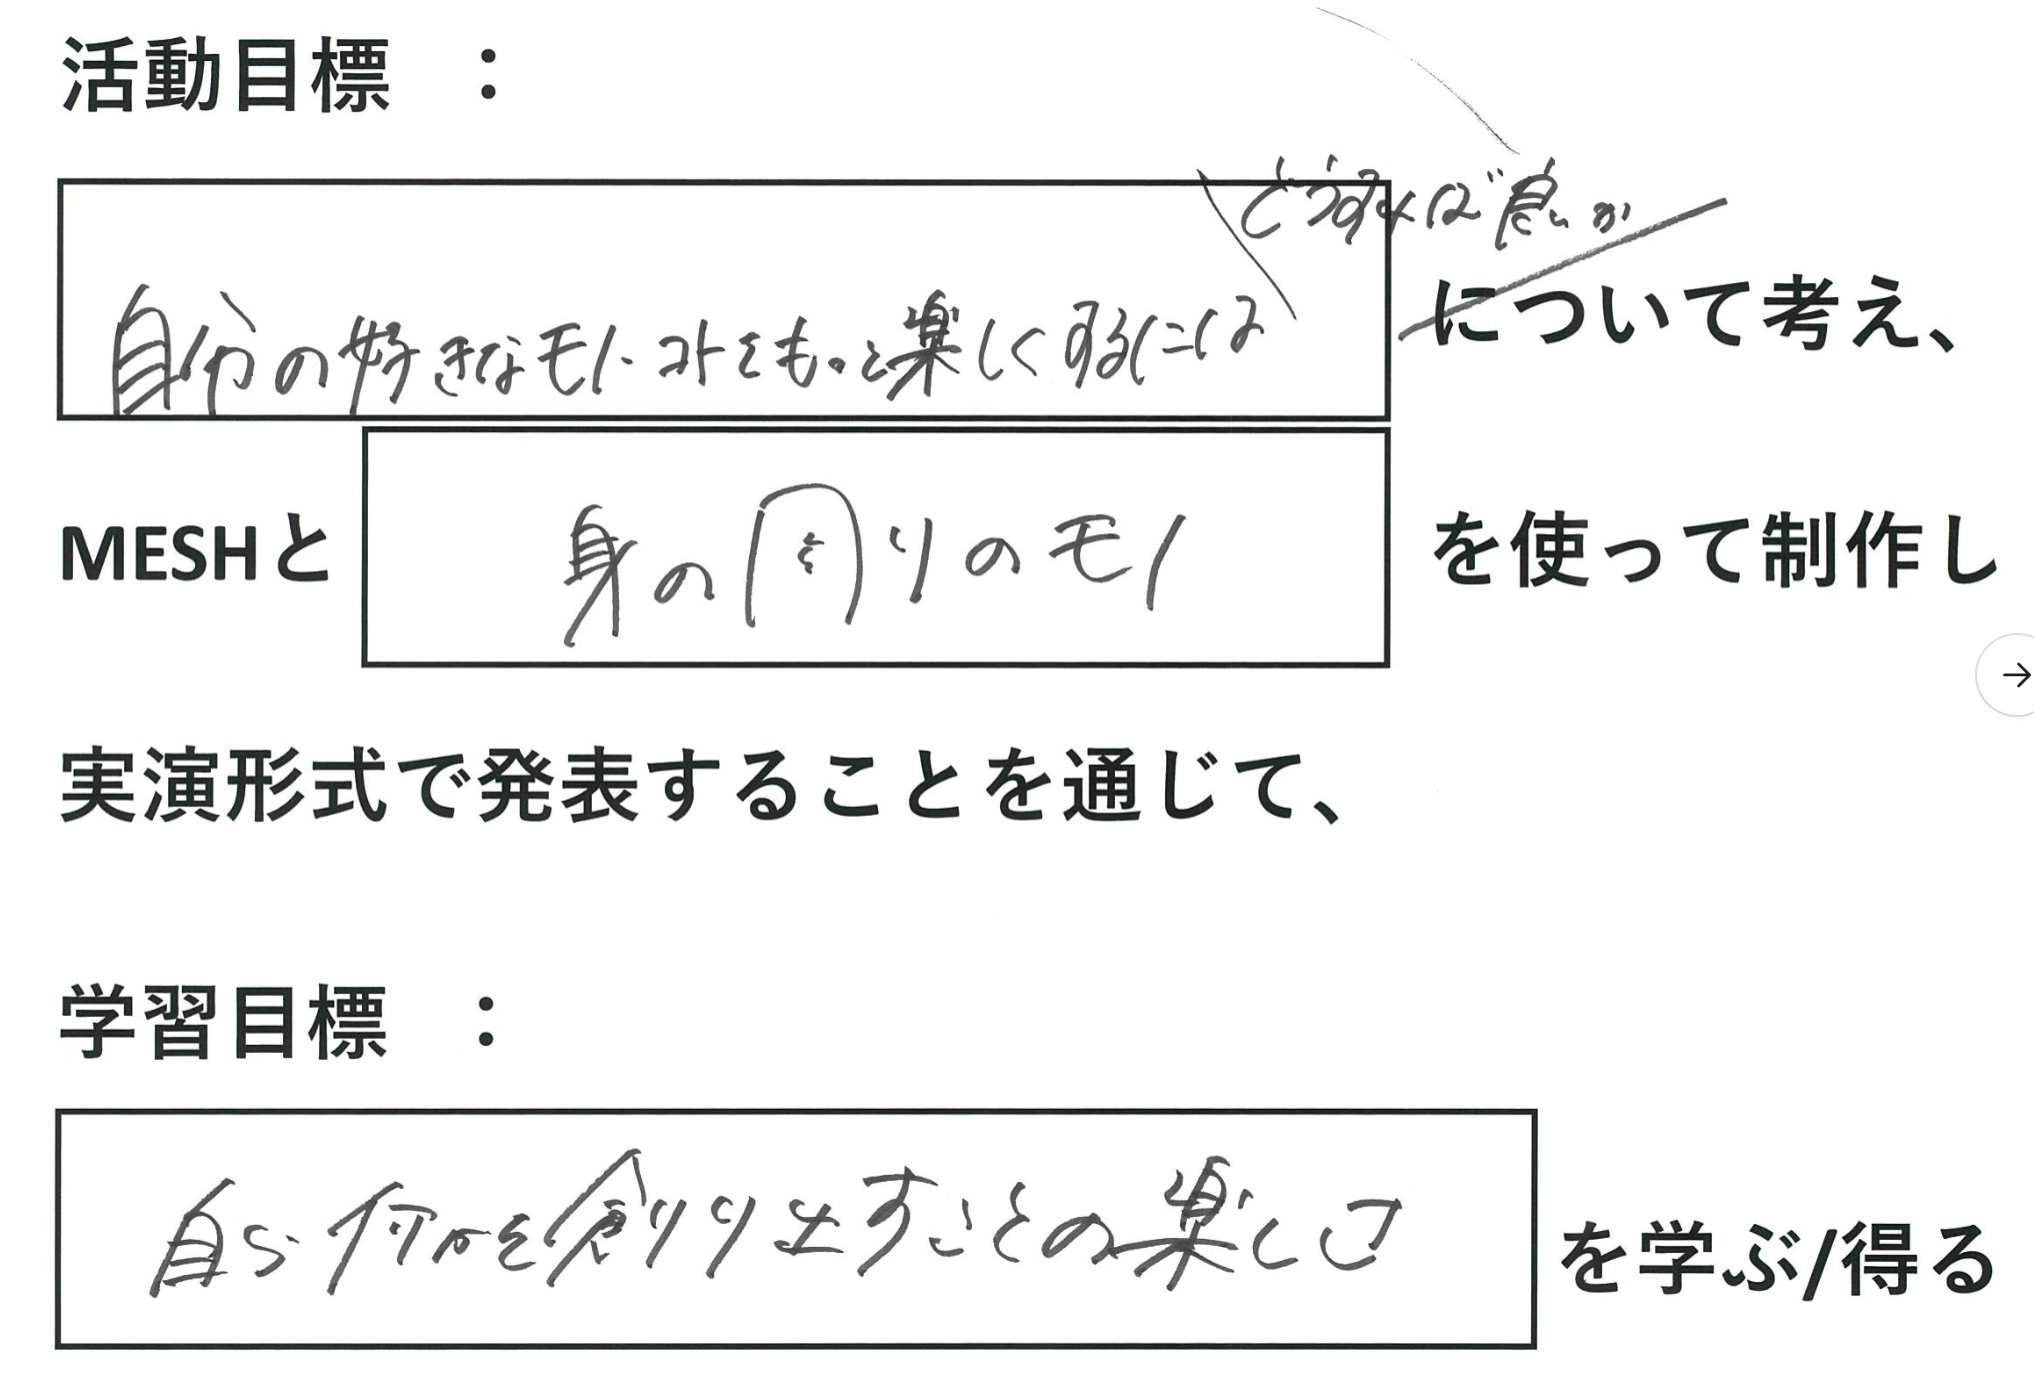 活動目標 ：
どうすれば良いか
自分の好きなモノ・コトをもっと楽しくするには について考え、
MESHと 身の周りのモノ を使って制作し
実演形式で発表することを通じて、
学習目標 ：
自ら何かを創り出すことの楽しさ を学ぶ/得る